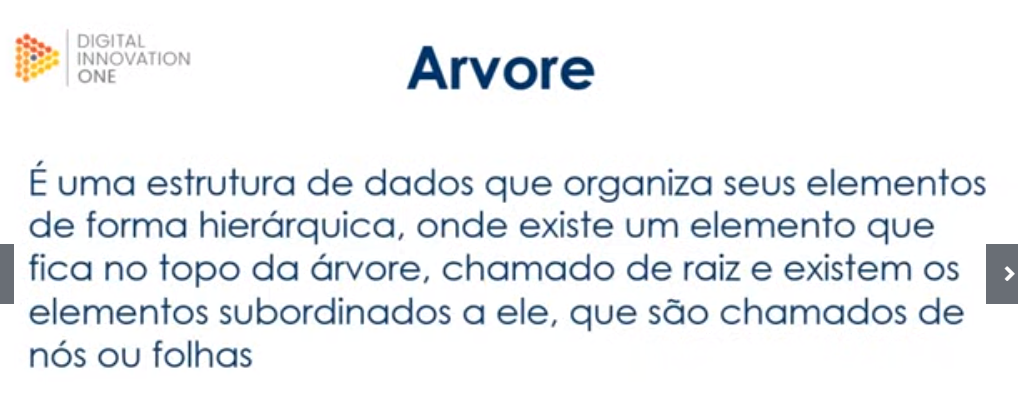 DIGITAL
INNOVATION
ONE
Arvore
É uma estrutura de dados que organiza seus elementos
de forma hierárquica, onde existe um elemento que
fica no topo da árvore, chamado de raiz e existem os
elementos subordinados a ele, que são chamados de
nós ou folhas